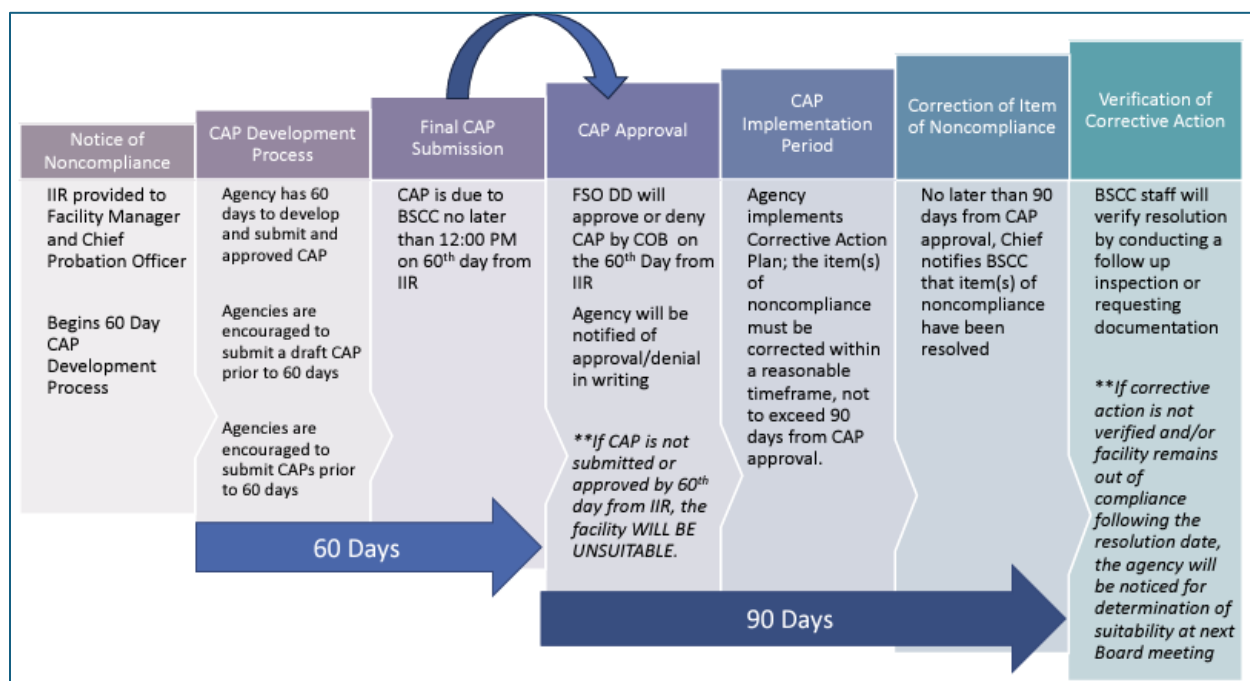 Notice of
Noncompliance
IIR provided to
Facility Manager
and Chief
Probation Officer
Begins 60 Day
CAP
Development
Process
CAP Development
Process
Agency has 60
days to develop
and submit and
approved CAP
Agencies are
encouraged to
submit a draft CAP
prior to 60 days
Agencies are
encouraged to
submit CAPs prior
to 60 days
Final CAP
Submission
CAP is due to
BSCC no later
than 12:00 PM
on 60th day from
IIR
60 Days
CAP Approval
FSO DD will
approve or deny
CAP by COB on
the 60th Day from
IIR
Agency will be
notified of
approval/denial
in writing
**If CAP is not
submitted or
approved by 60th
day from IIR, the
facility WILL BE
UNSUITABLE.
CAP
Implementation
Period
Agency
implements
Corrective Action
Plan; the item(s)
of
noncompliance
must be
corrected within
a reasonable
timeframe, not
to exceed 90
days from CAP
approval.
Correction of Item
of Noncompliance
No later than 90
days from CAP
approval, Chief
notifies BSCC
that item(s) of
noncompliance
have been
resolved
90 Days
Verification of
Corrective Action
BSCC staff will
verify resolution
by conducting a
follow up
inspection or
requesting
documentation
**If corrective
action is not
verified and/or
facility remains
out of
compliance
following the
resolution date,
the agency will
be noticed for
determination of
suitability at next
Board meeting